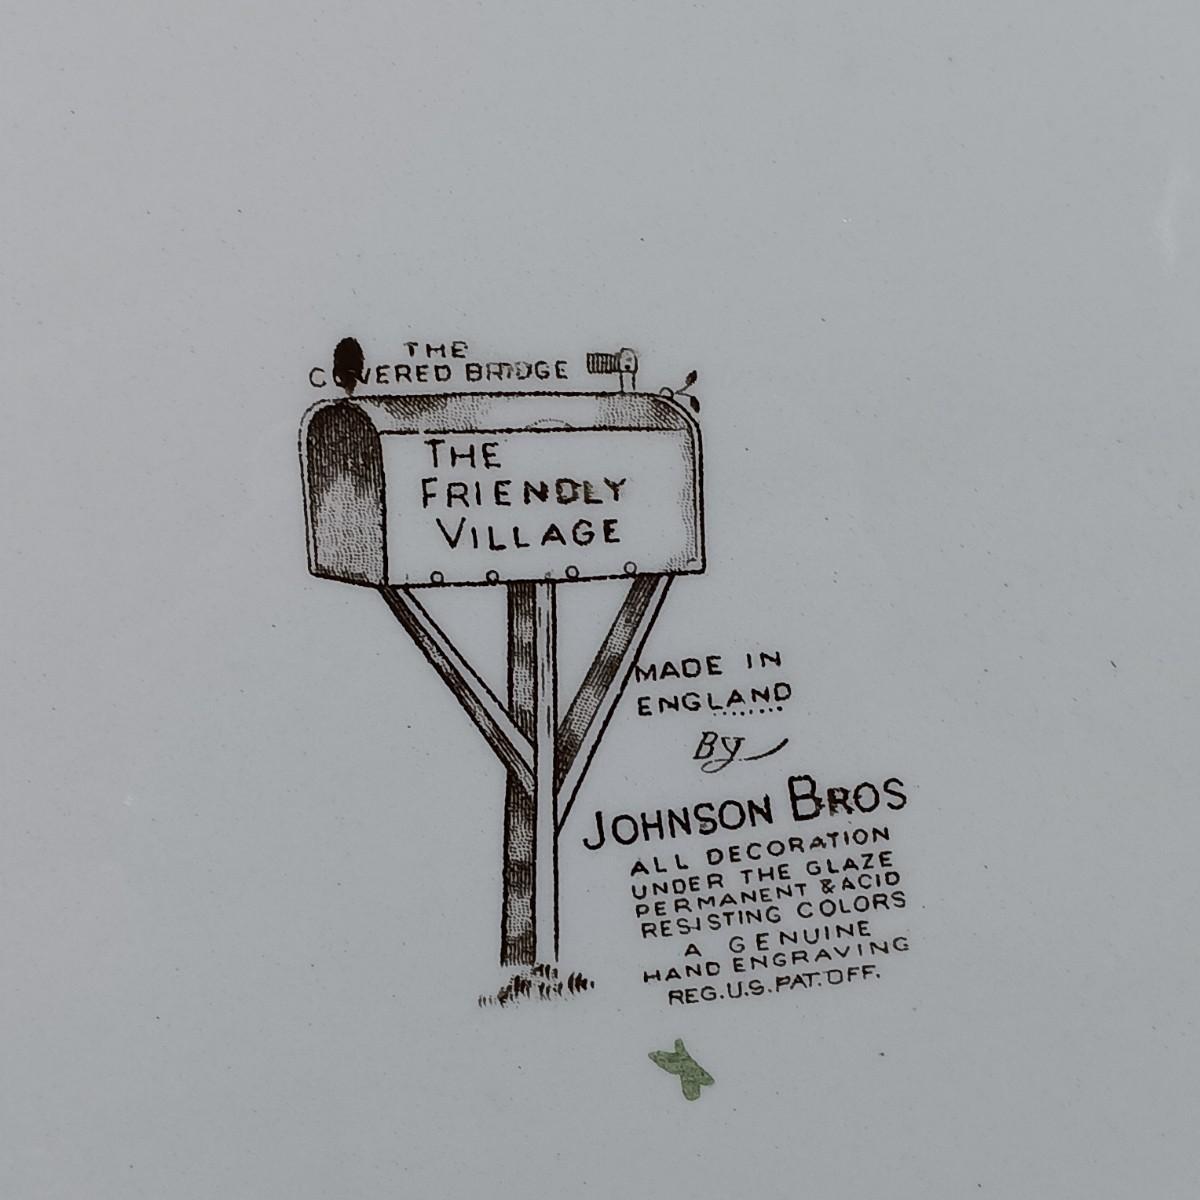 THE
COVERED BRIDGE
THE
FRIENDLY
VILLAGE
MADE IN
ENGLAND
By
JOHNSON BROS
ALL DECORATION
UNDER THE GLAZE
PERMANENT & ACID
RESISTING COLORS
A GENUINE
HAND ENGRAVING
REG. U.S. PAT. OFF.